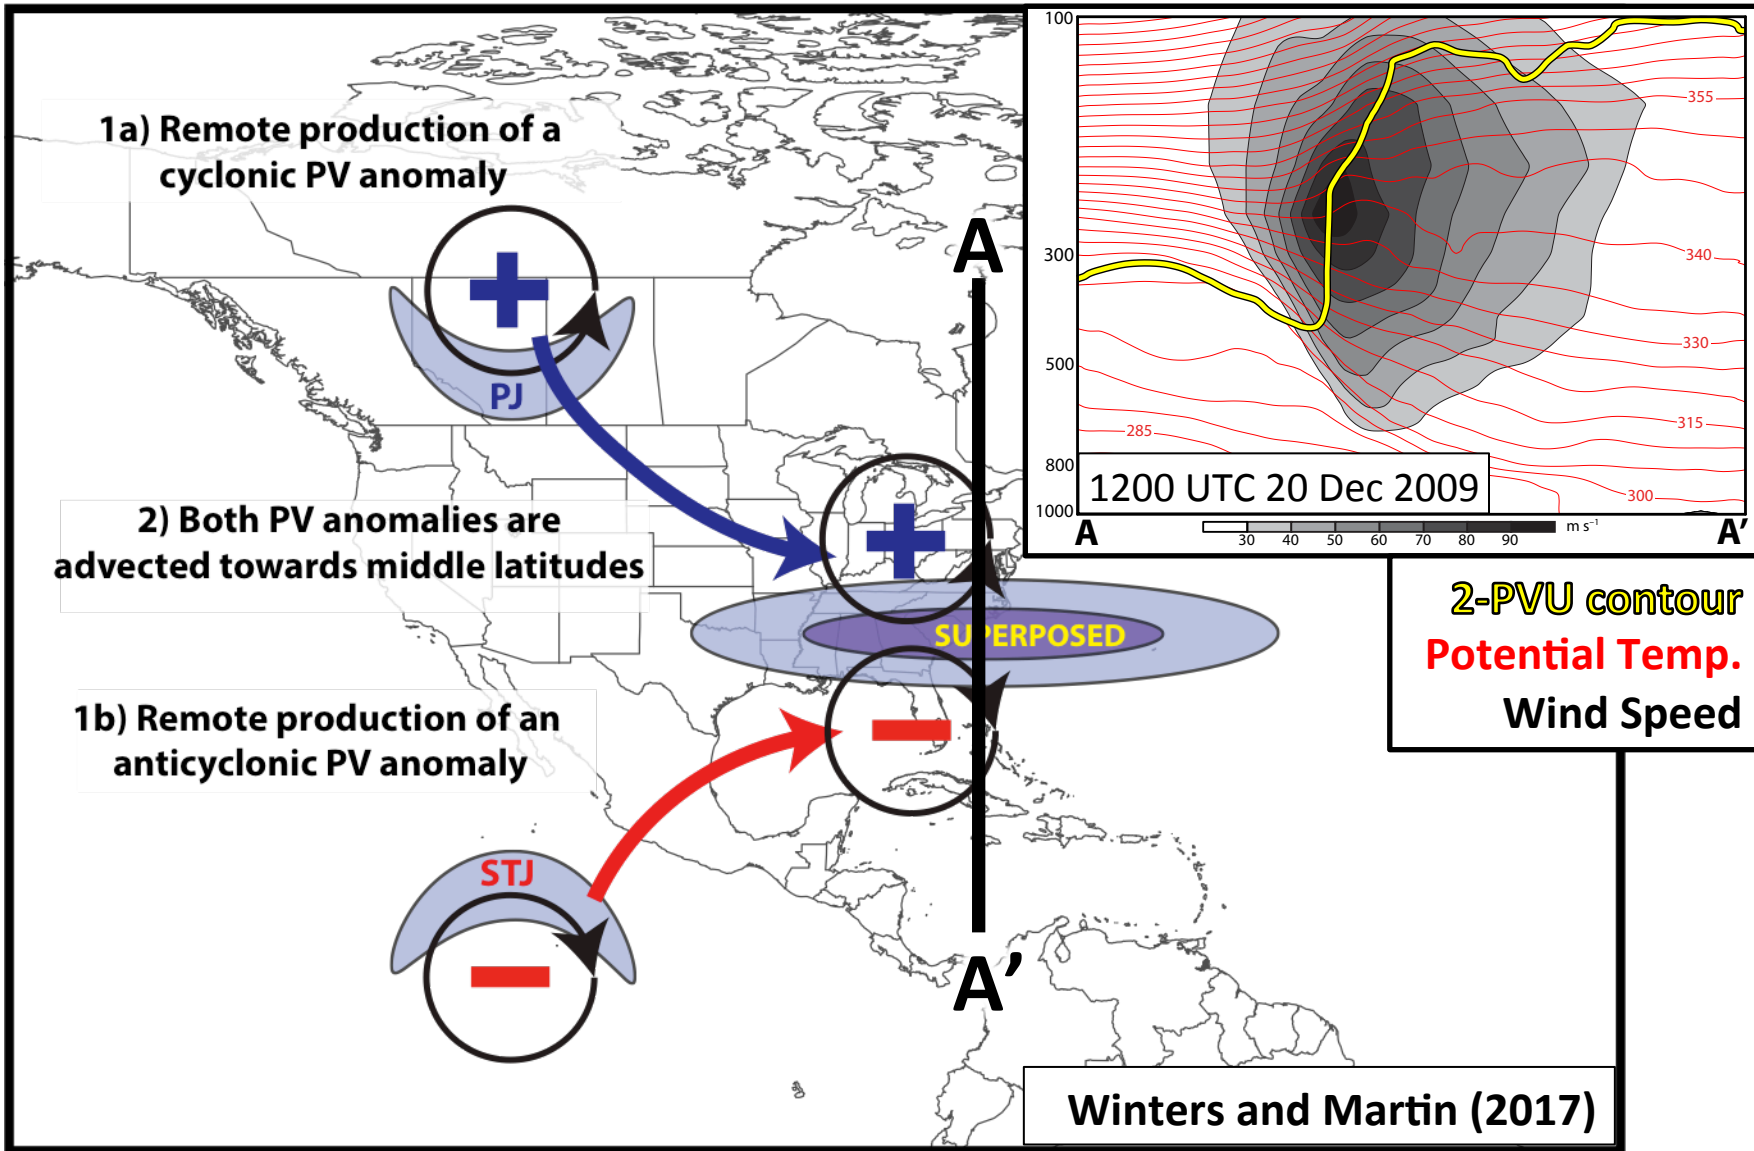 1a) Remote production of a
cyclonic PV anomaly
PJ
2) Both PV anomalies are
advected towards middle latitudes
1b) Remote production of an
anticyclonic PV anomaly
STJ
SUPERPOSED
A
A'
100
300
500
800
1000
355
340
330
315
300
285
1200 UTC 20 Dec 2009
A
30 40 50 60 70 80 90 m s⁻¹
A'
2-PVU contour
Potential Temp.
Wind Speed
Winters and Martin (2017)